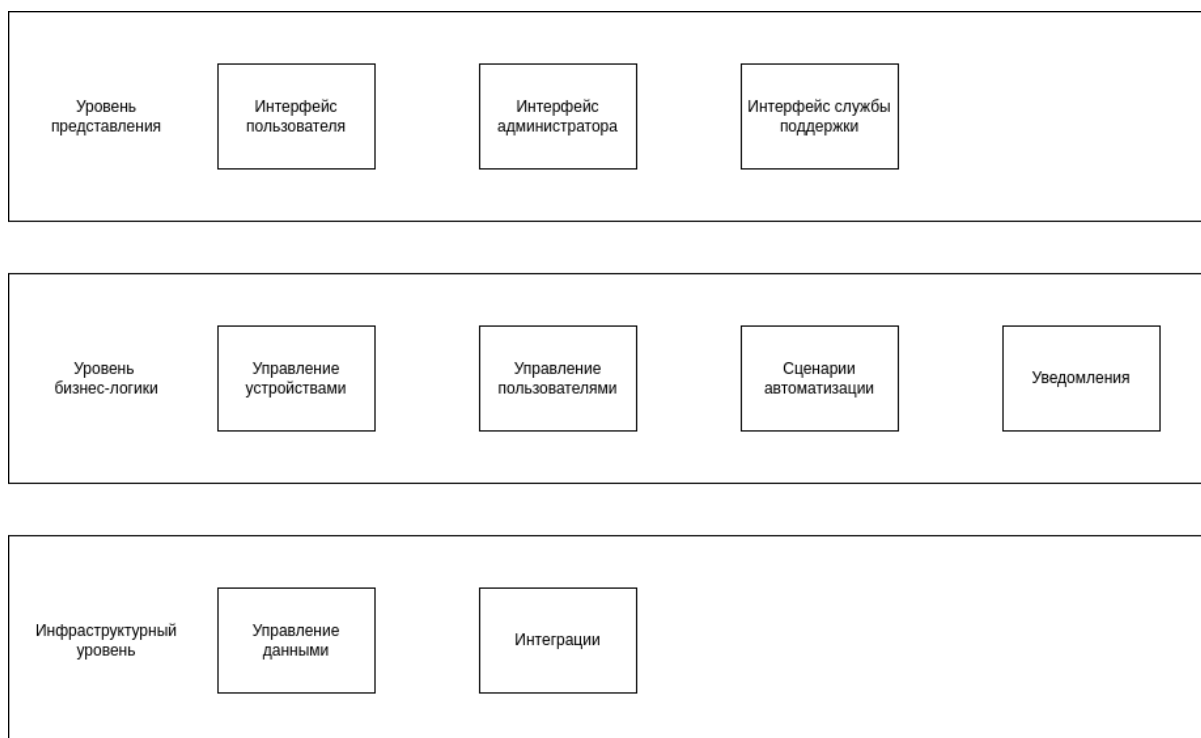 Уровень
представления
Интерфейс
пользователя
Интерфейс
администратора
Интерфейс службы
поддержки
Уровень
бизнес-логики
Управление
устройствами
Управление
пользователями
Сценарии
автоматизации
Уведомления
Инфраструктурный
уровень
Управление
данными
Интеграции